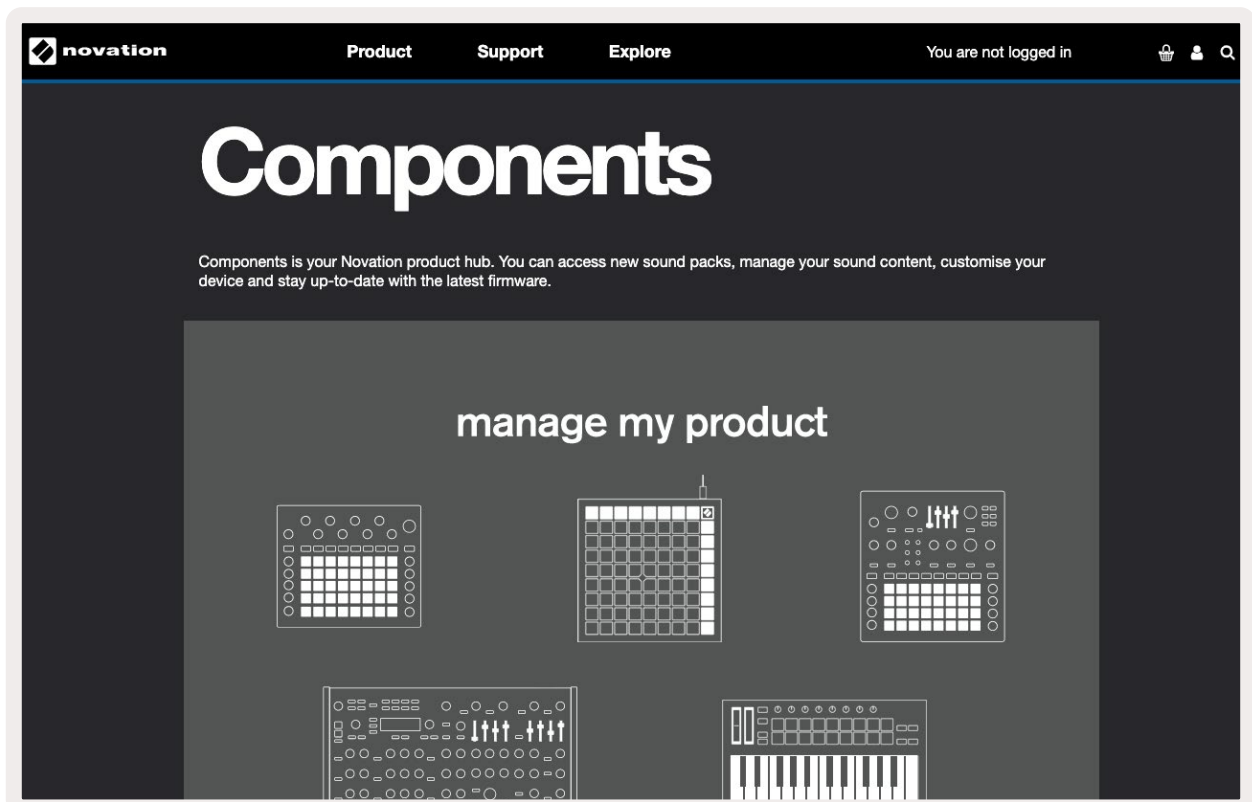 novation
Product
Support
Explore
You are not logged in
Components
Components is your Novation product hub. You can access new sound packs, manage your sound content, customise your
device and stay up-to-date with the latest firmware.
manage my product